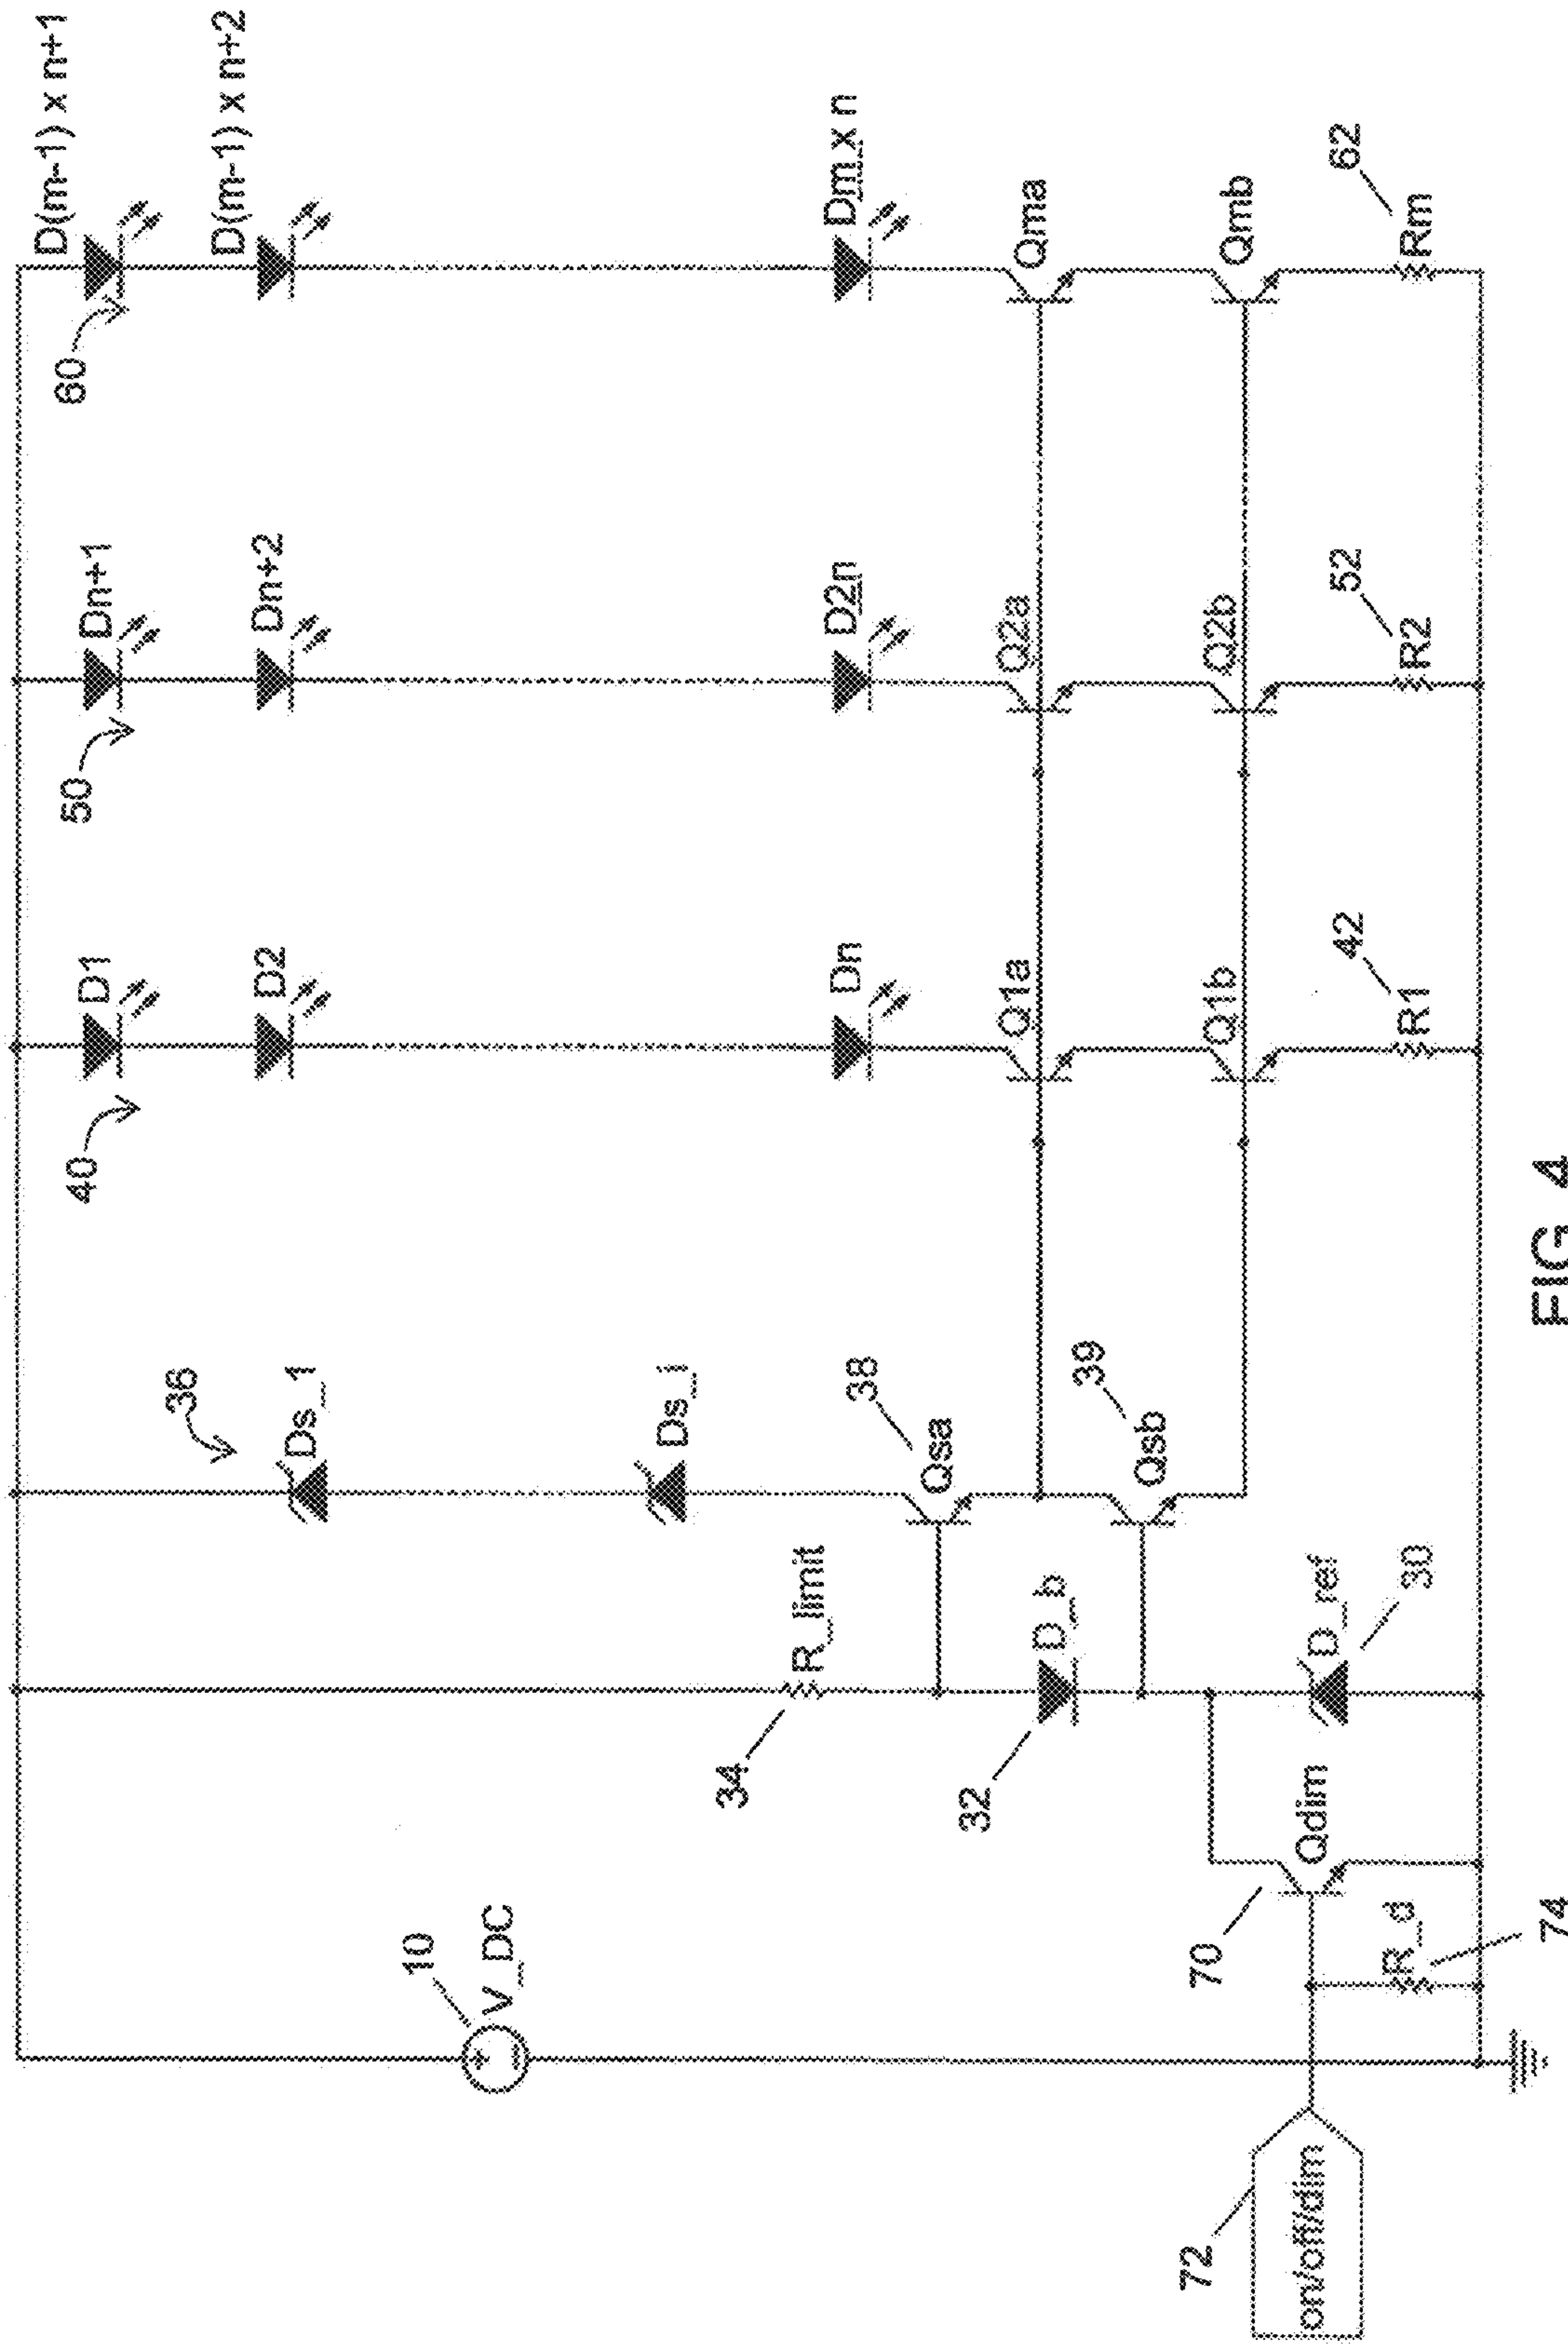 D(m-1) x n+1
60
D(m-1) x n+2
Dn+1
50
Dn+2
D1
40
D2
36
Ds_1
10
V_DC
Ds_i
34
R_limit
38
Qsa
Dn
D2n
Dm x n
Q1a
Q2a
Qma
32
D_b
39
Qsb
Q1b
Q2b
Qmb
70
Qdim
D_ref
30
42
R1
52
R2
62
Rm
72
on/off/dim
R_d
74
FIG. 4